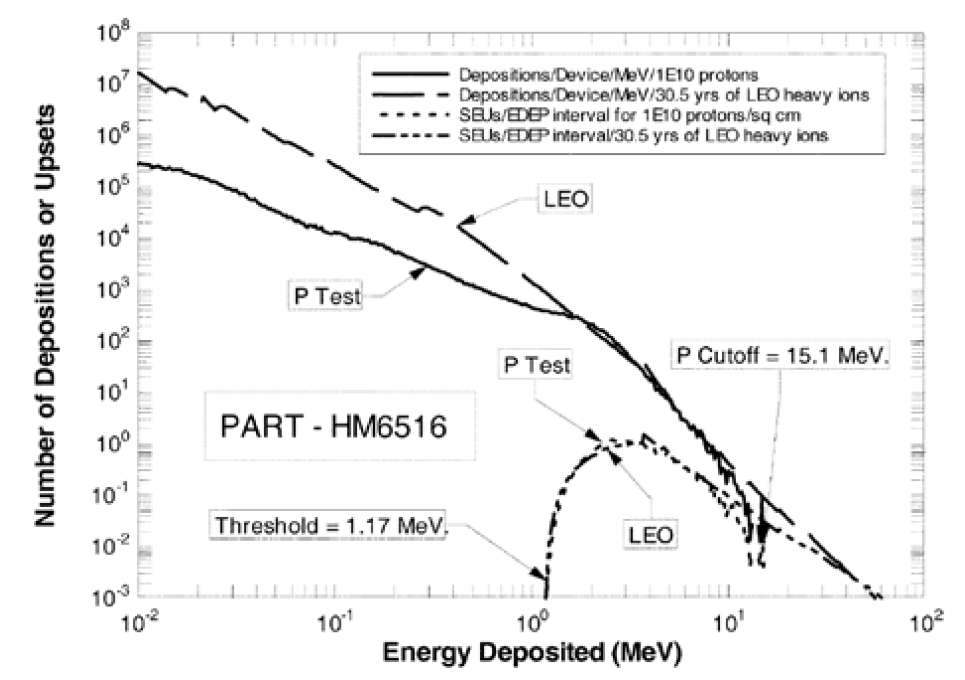 10^8
10^7
10^6
10^5
10^4
10^3
10^2
10^1
10^0
10^-1
10^-2
10^-3
Number of Depositions or Upsets
Depositions/Device/MeV/1E10 protons
Depositions/Device/MeV/30.5 yrs of LEO heavy ions
SEUs/EDEP interval for 1E10 protons/sq cm
SEUs/EDEP interval/30.5 yrs of LEO heavy ions
LEO
P Test
P Test
P Cutoff = 15.1 MeV.
PART - HM6516
Threshold = 1.17 MeV.
LEO
10^-2
10^-1
10^0
10^1
10^2
Energy Deposited (MeV)